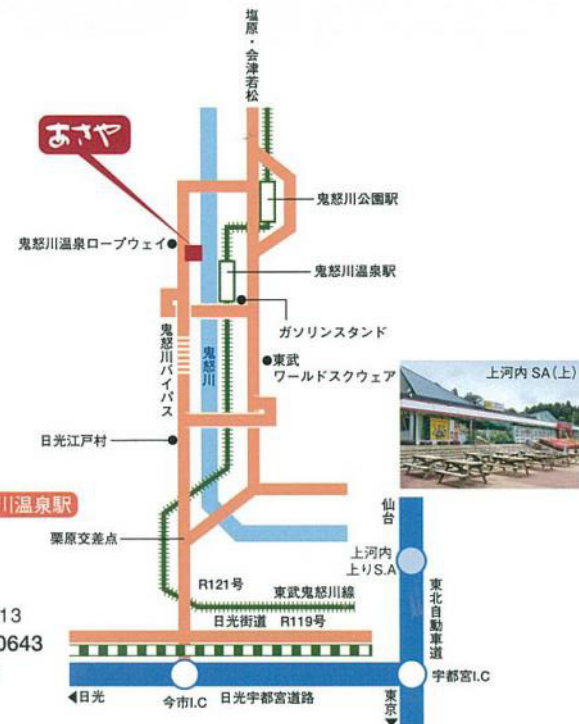 塩原・会津若松
あさや
鬼怒川公園駅
鬼怒川温泉ロープウェイ
鬼怒川温泉駅
ガソリンスタンド
鬼怒川バイパス
鬼怒川
東武
ワールドスクウェア
上河内 SA(上)
日光江戸村
川温泉駅
仙台
栗原交差点
上河内
上りS.A
R121号
東武鬼怒川線
東北自動車道
13
日光街道 R119号
0643
宇都宮I.C
◀日光
今市I.C
日光宇都宮道路
東京▼